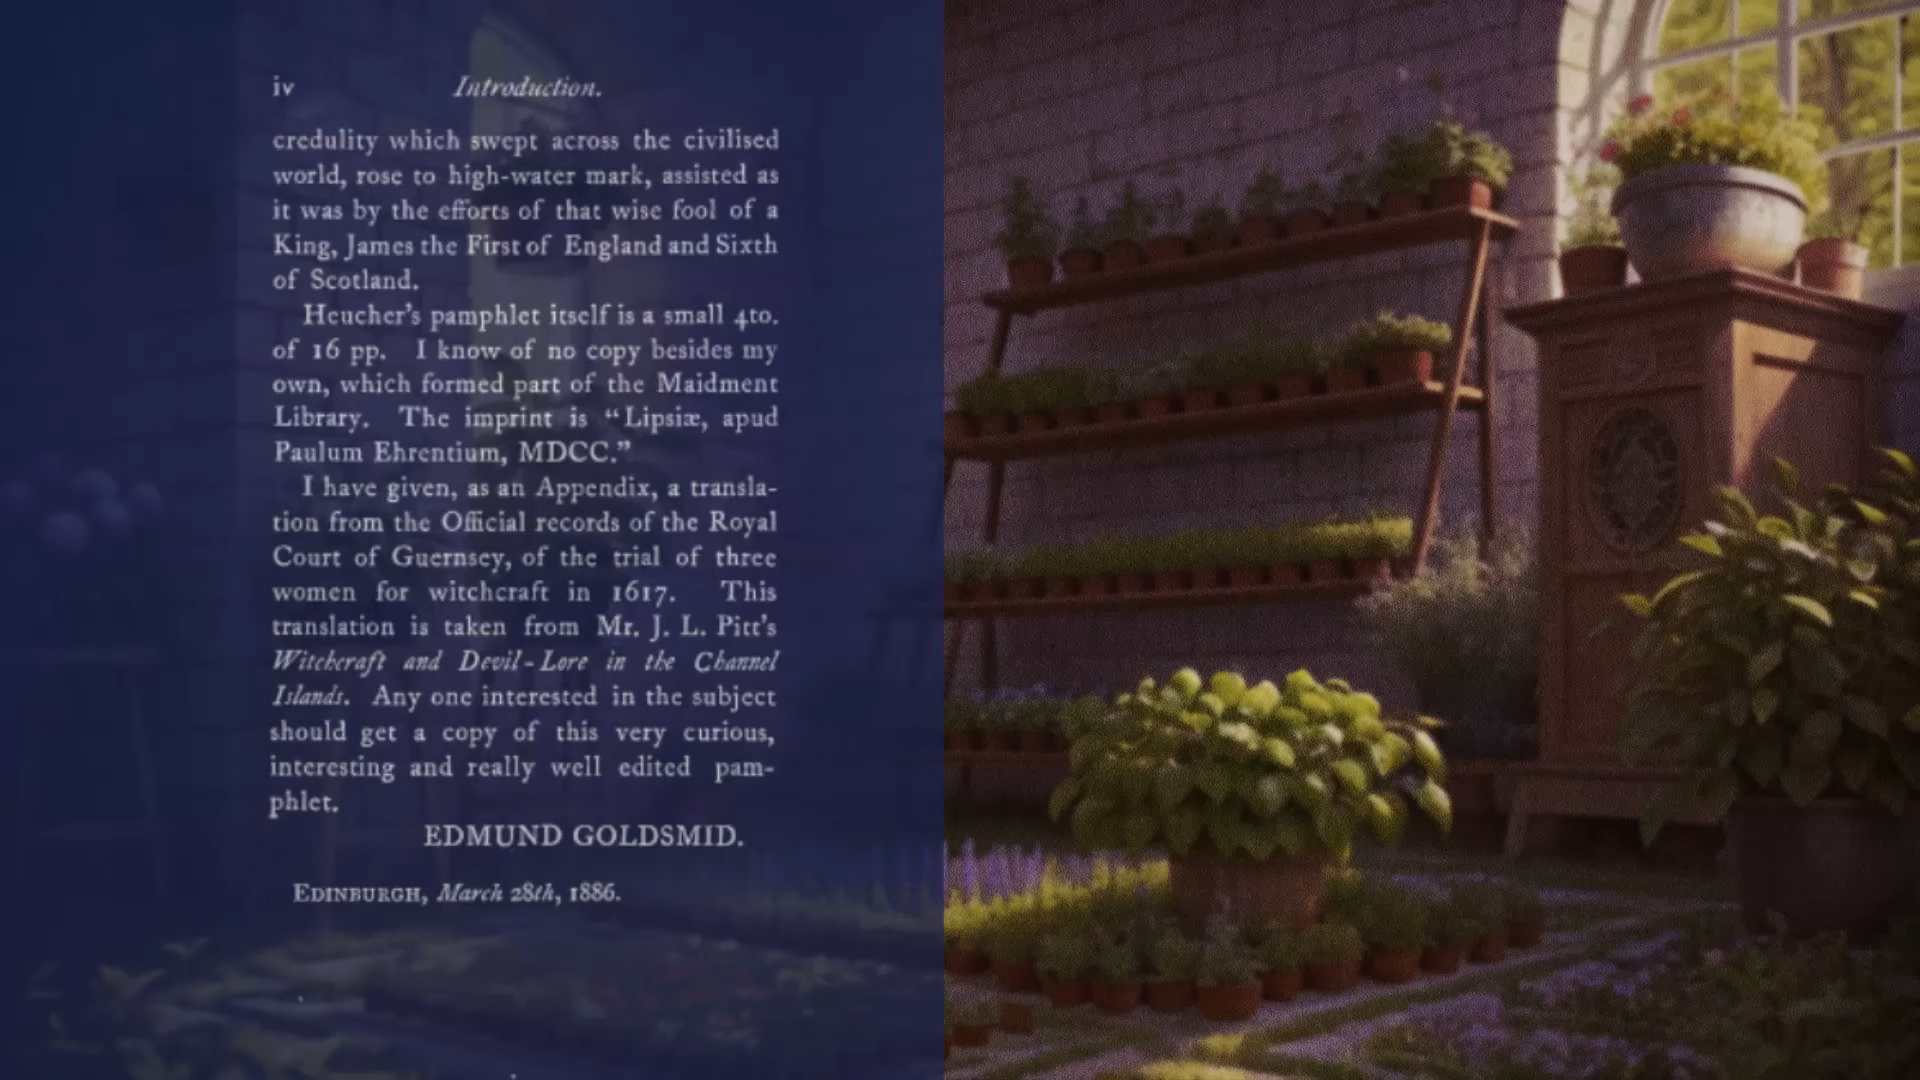 iv Introduction.
credulity which swept across the civilised
world, rose to high-water mark, assisted as
it was by the efforts of that wise fool of a
King, James the First of England and Sixth
of Scotland.
Heucher's pamphlet itself is a small 4to.
of 16 pp. I know of no copy besides my
own, which formed part of the Maidment
Library. The imprint is “Lipsiæ, apud
Paulum Ehrentium, MDCC.”
I have given, as an Appendix, a transla-
tion from the Official records of the Royal
Court of Guernsey, of the trial of three
women for witchcraft in 1617. This
translation is taken from Mr. J. L. Pitt's
Witchcraft and Devil-Lore in the Channel
Islands. Any one interested in the subject
should get a copy of this very curious,
interesting and really well edited pam-
phlet.
EDMUND GOLDSMID.
EDINBURGH, March 28th, 1886.